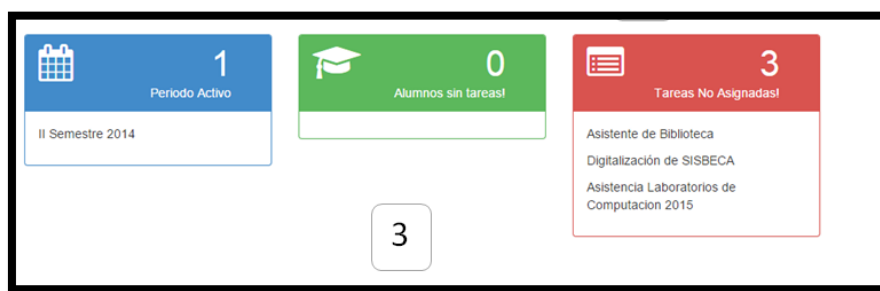 1
Periodo Activo
II Semestre 2014
0
Alumnos sin tareas!
3
Tareas No Asignadas!
Asistente de Biblioteca
Digitalización de SISBECA
Asistencia Laboratorios de
Computacion 2015
3